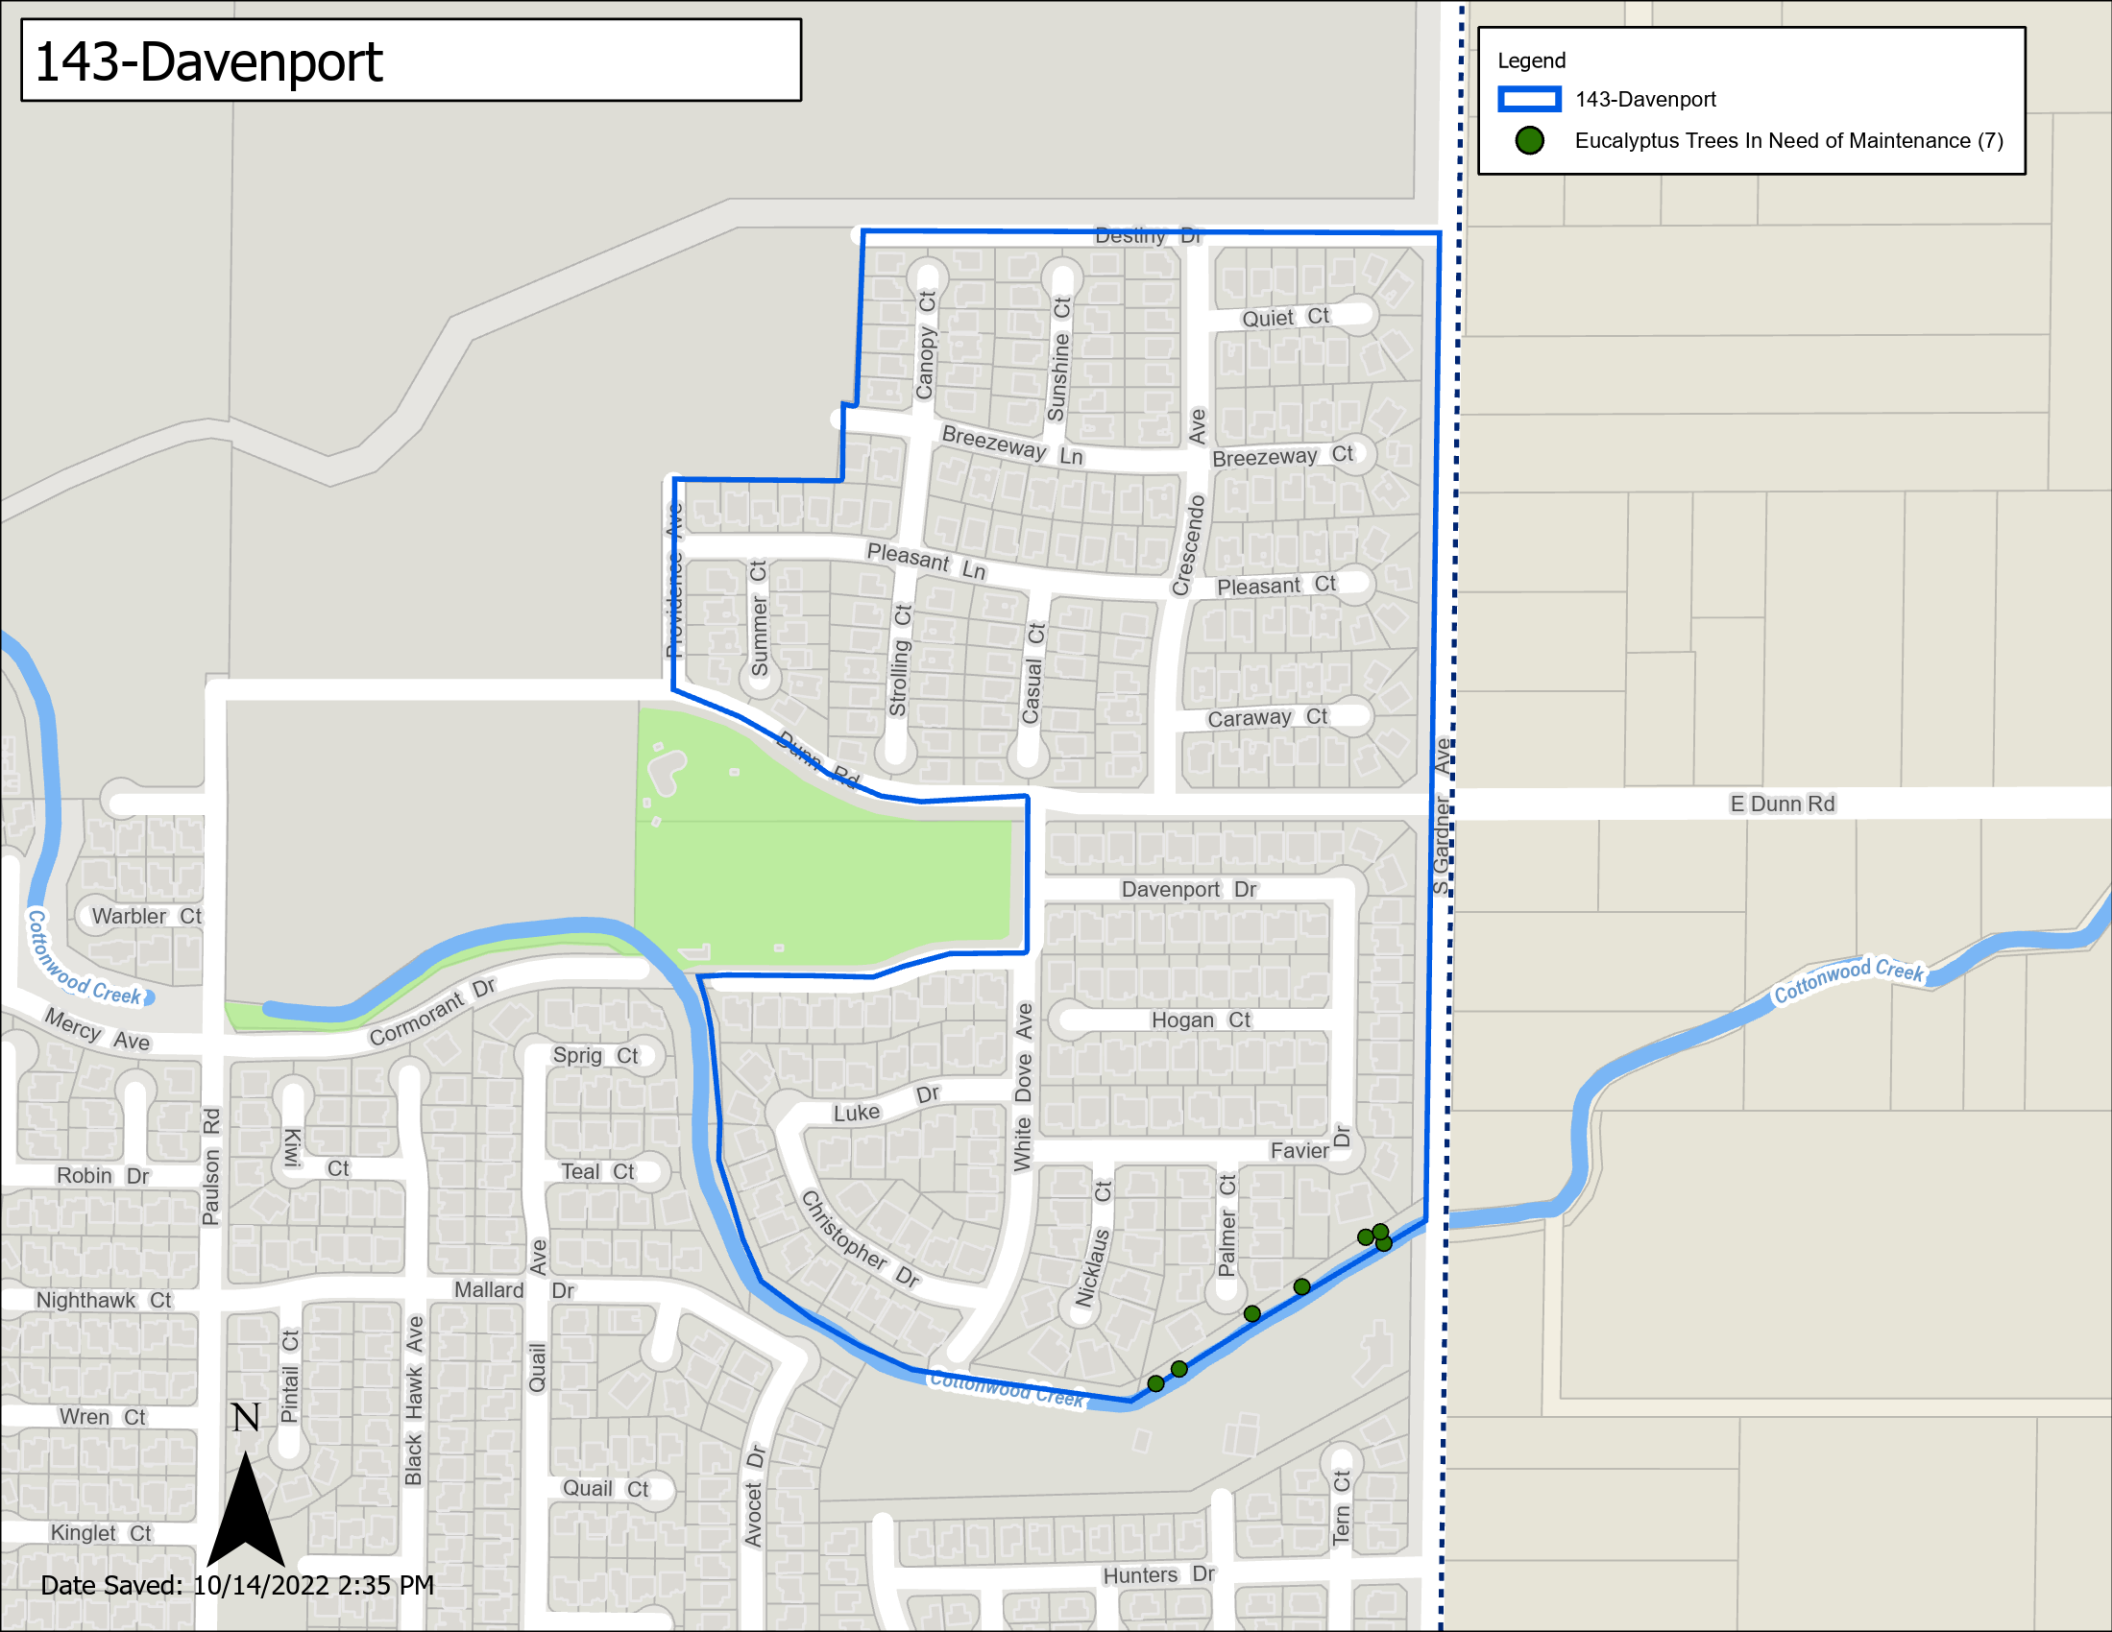 143-Davenport
Legend
143-Davenport
Eucalyptus Trees In Need of Maintenance (7)
Destiny Dr
Canopy Ct
Sunshine Ct
Quiet Ct
Breezeway Ln
Crescendo Ave
Breezeway Ct
Providence Ave
Pleasant Ln
Pleasant Ct
Summer Ct
Strolling Ct
Casual Ct
Caraway Ct
Dunn Rd
S Gardner Ave
E Dunn Rd
Davenport Dr
Warbler Ct
Cottonwood Creek
Cottonwood Creek
Mercy Ave
Cormorant Dr
Hogan Ct
White Dove Ave
Sprig Ct
Luke Dr
Paulson Rd
Kiwi Ct
Robin Dr
Teal Ct
Favier Dr
Christopher Dr
Nicklaus Ct
Palmer Ct
Nighthawk Ct
Mallard Dr
Quail Ave
Pintail Ct
Black Hawk Ave
Cottonwood Creek
Wren Ct
N
Quail Ct
Avocet Dr
Tern Ct
Kinglet Ct
Hunters Dr
Date Saved: 10/14/2022 2:35 PM